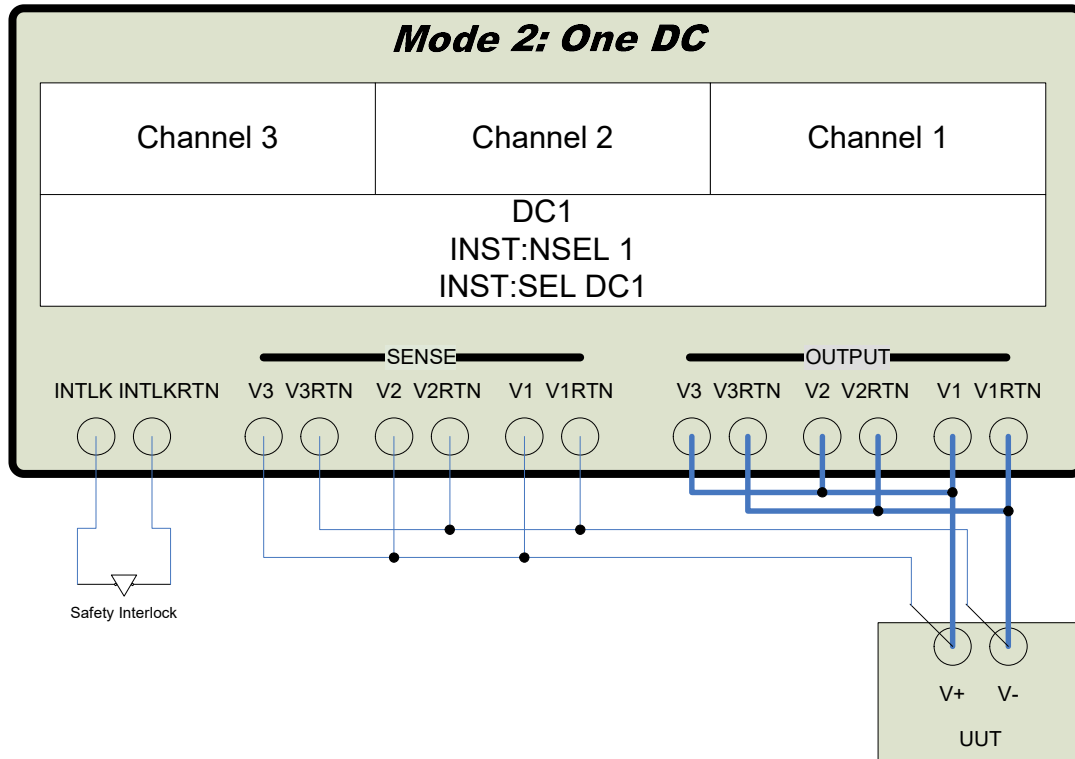 Mode 2: One DC
Channel 3 Channel 2 Channel 1
DC1
INST:NSEL 1
INST:SEL DC1
SENSE OUTPUT
INTLK INTLKRTN V3 V3RTN V2 V2RTN V1 V1RTN V3 V3RTN V2 V2RTN V1 V1RTN
Safety Interlock
V+ V-
UUT